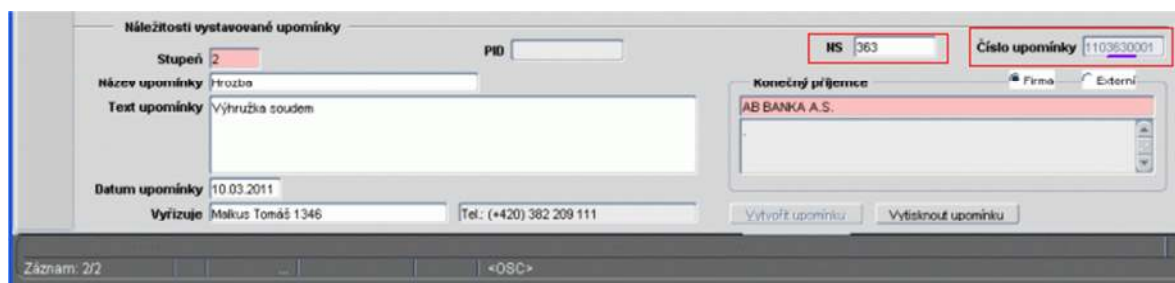 Náležitosti vystavované upomínky
Stupeň 2 PID NS 363 Číslo upomínky 1103630001
Název upomínky Hrozba Konečný příjemce Firma Externí
Text upomínky Výhružka soudem AB BANKA A.S.
.
Datum upomínky 10.03.2011
Vyřizuje Malkus Tomáš 1346 Tel.: (+420) 382 209 111 Vytvořit upomínku Vytisknout upomínku
Záznam: 2/2 ... <OSC>